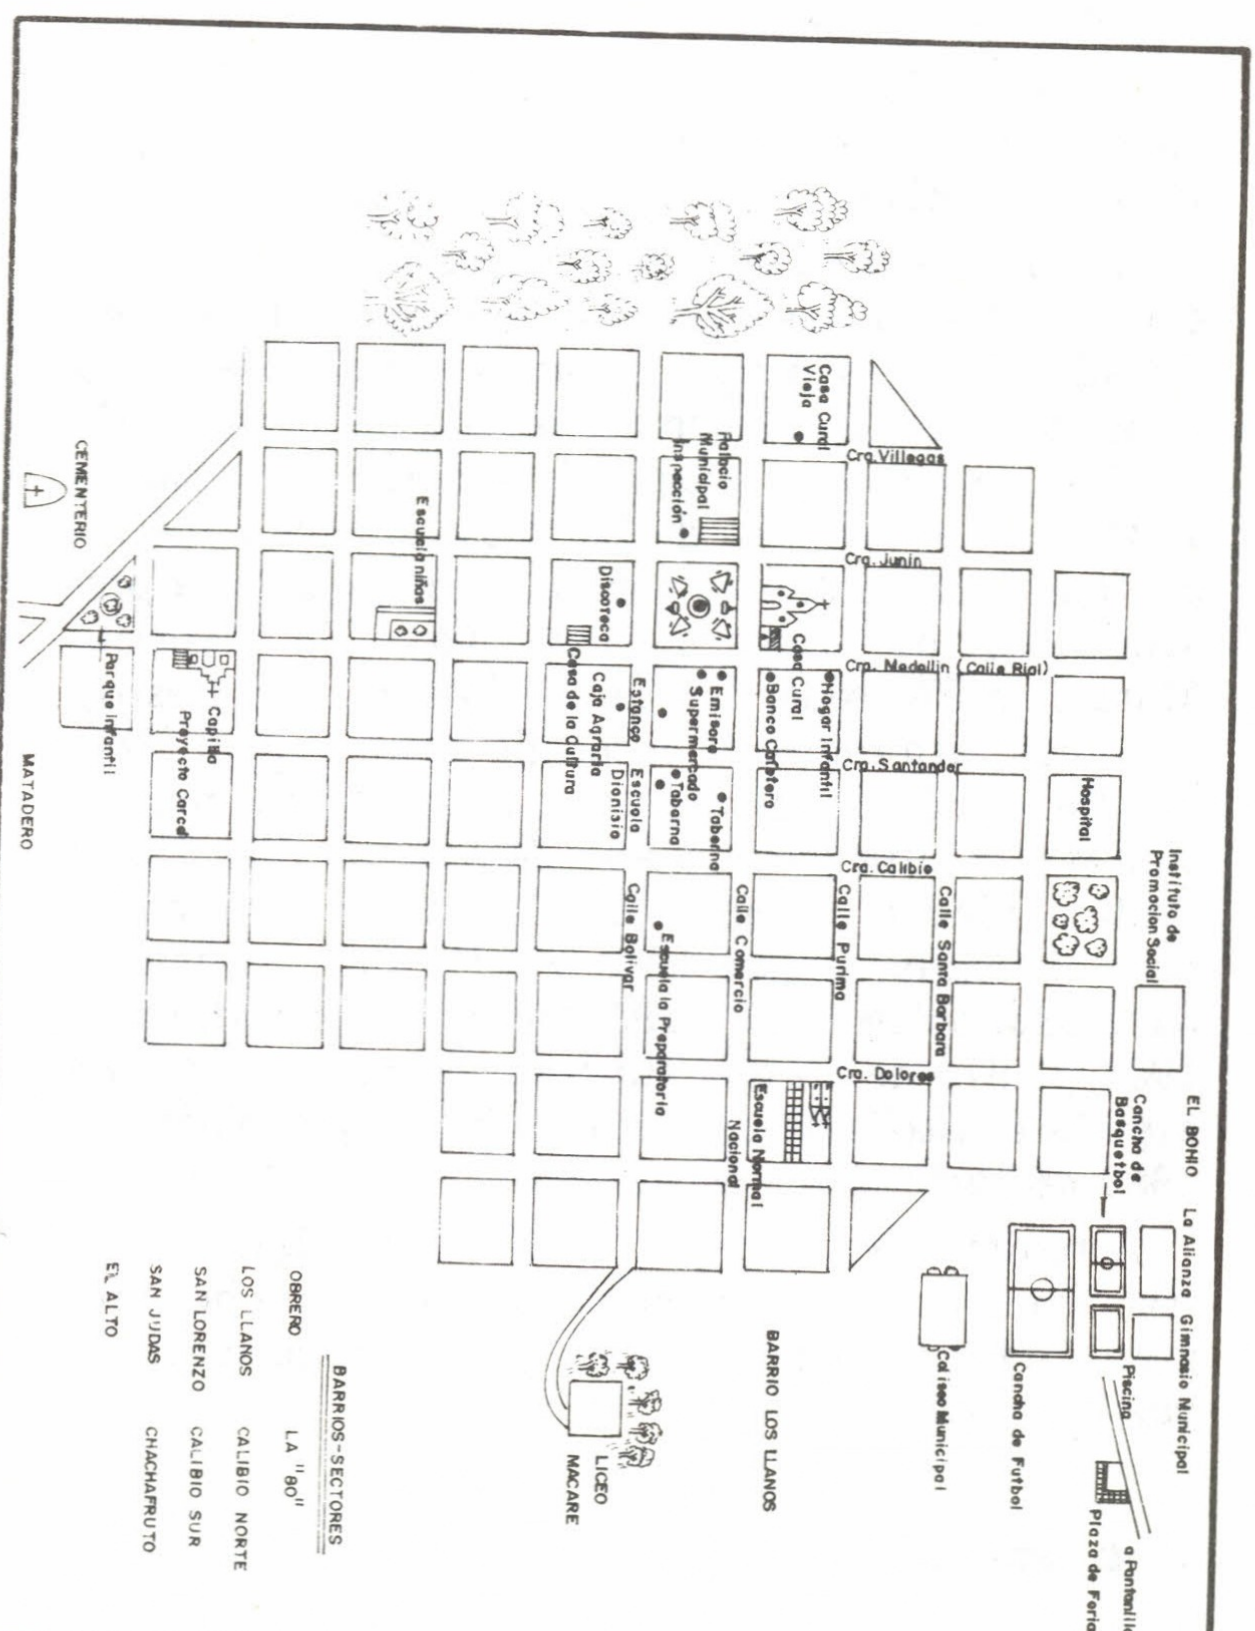 Instituto de
Promocion Social
EL BOHIO
La Alianza
Gimnasio Municipal
Cancha de
Basquetbol
Piscina
Plaza de
Hospital
Cancha de Futbol
Coliseo Municipal
Cra. Villegas
Cra. Junin
Cra. Medellin (Calle Rial)
Cra. Santander
Cra. Calibio
Cra. Dolores
Calle Santa Barbara
Calle Purima
Calle Comercio
Calle Bolivar
Casa Cural
Vieja
Palacio
Municipal
Inspección
Casa Cural
Hogar Infantil
Banco Cafetero
Emisora
Supermercado
Taberna
Taberna
Discoteca
Estanco
Caja Agraria
Casa de la Cultura
Escuela
Dionisia
Escuela la Preparatoria
Escuela Normal
Nacional
BARRIO LOS LLANOS
LICEO
MACARE
Escuela niñas
Capilla
Proyecto Carcel
Parque infantil
CEMENTERIO
MATADERO
BARRIOS-SECTORES
OBRERO LA "80"
LOS LLANOS CALIBIO NORTE
SAN LORENZO CALIBIO SUR
SAN JUDAS CHACHAFRUTO
EL ALTO